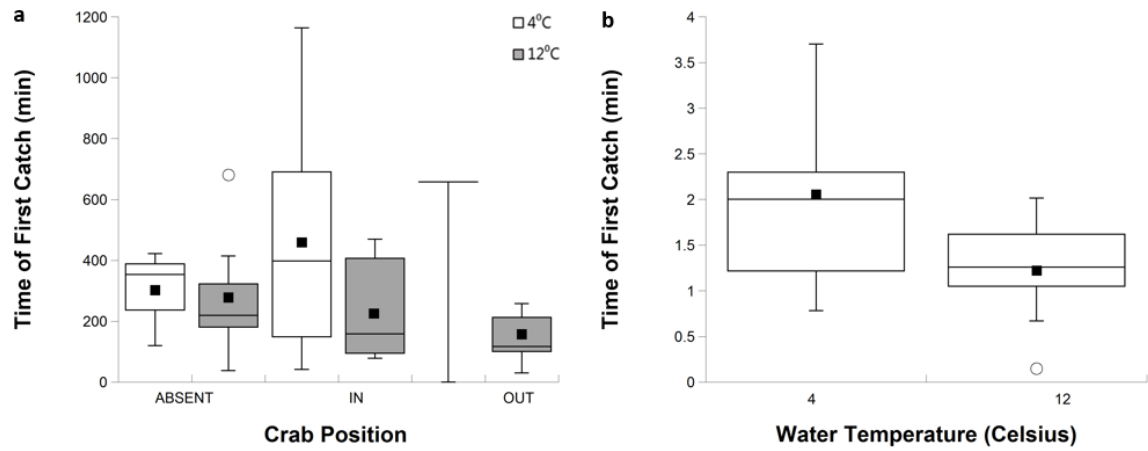 a
Time of First Catch (min)
1200
1000
800
600
400
200
0
4⁰C
12⁰C
ABSENT IN OUT
Crab Position
b
Time of First Catch (min)
4
3.5
3
2.5
2
1.5
1
0.5
0
4 12
Water Temperature (Celsius)